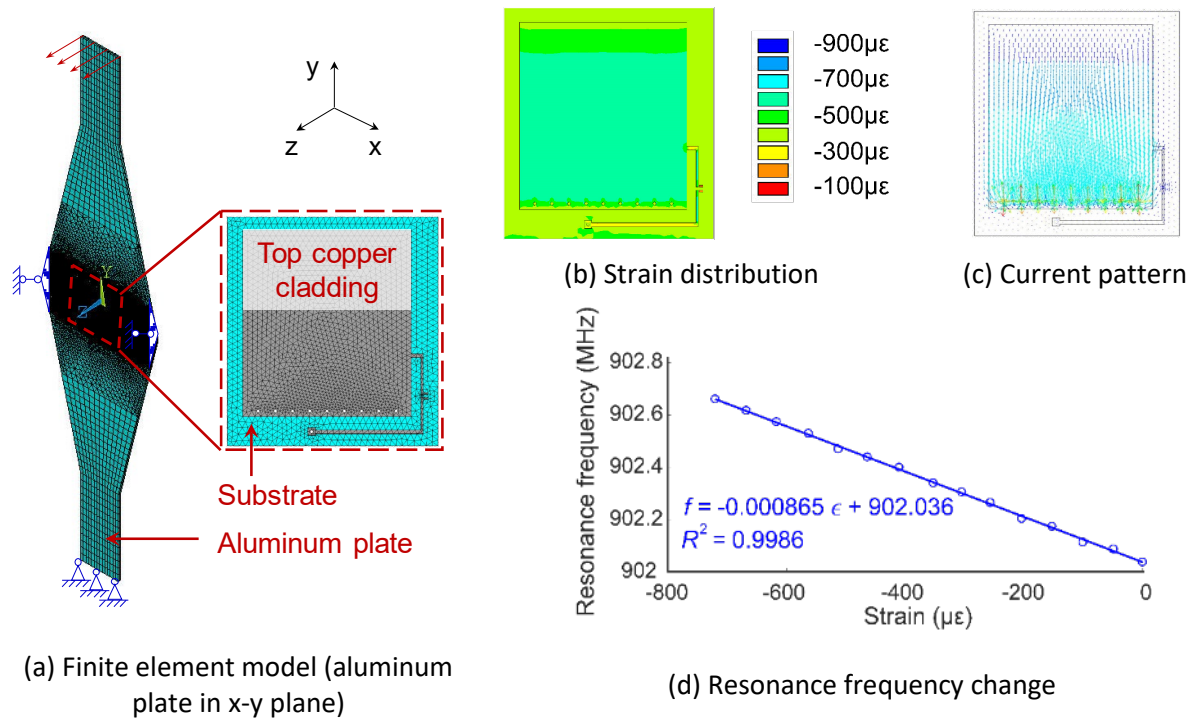 y
z
x
Y
Z
Top copper
cladding
Substrate
Aluminum plate
(a) Finite element model (aluminum
plate in x-y plane)
-900με
-700με
-500με
-300με
-100με
(b) Strain distribution
(c) Current pattern
Resonance frequency (MHz)
902.8
902.6
902.4
902.2
902
f = -0.000865 ϵ + 902.036
R² = 0.9986
-800
-600
-400
-200
0
Strain (με)
(d) Resonance frequency change